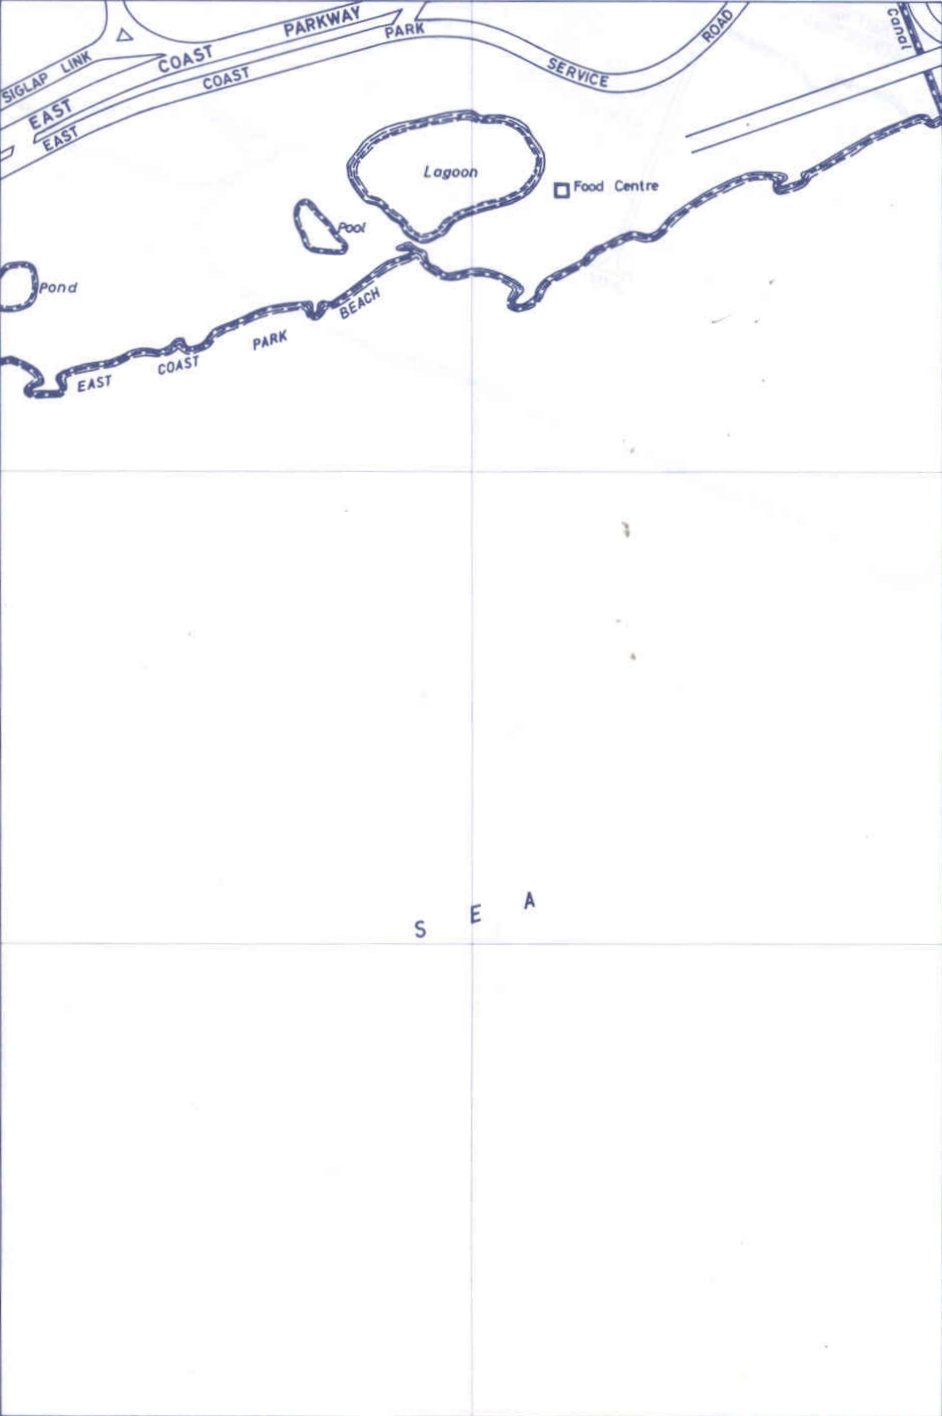 SIGLAP LINK
EAST COAST PARKWAY
EAST COAST PARK SERVICE ROAD
Canal
Lagoon
Food Centre
Pool
Pond
EAST COAST PARK BEACH
SEA